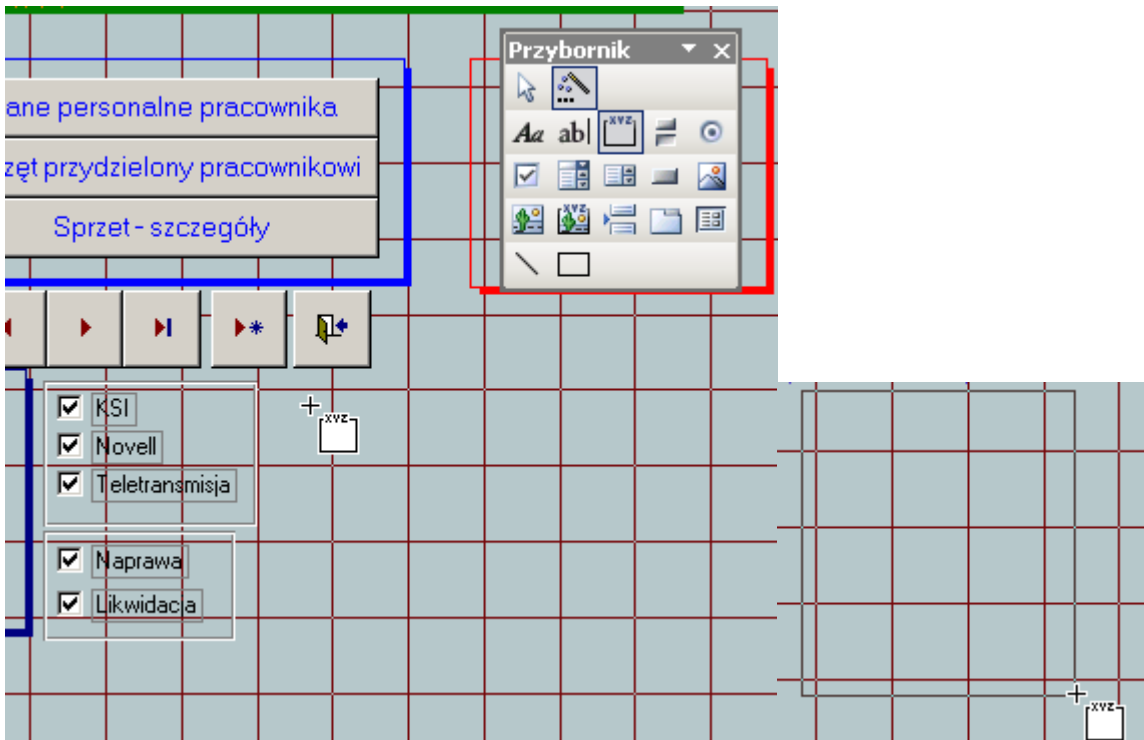 Przybornik
ane personalne pracownika
Aa ab| XYZ
zęt przydzielony pracownikowi
XYZ
Sprzet - szczegóły
KSI
XYZ
Novell
Teletransmisja
Naprawa
Likwidacja
XYZ